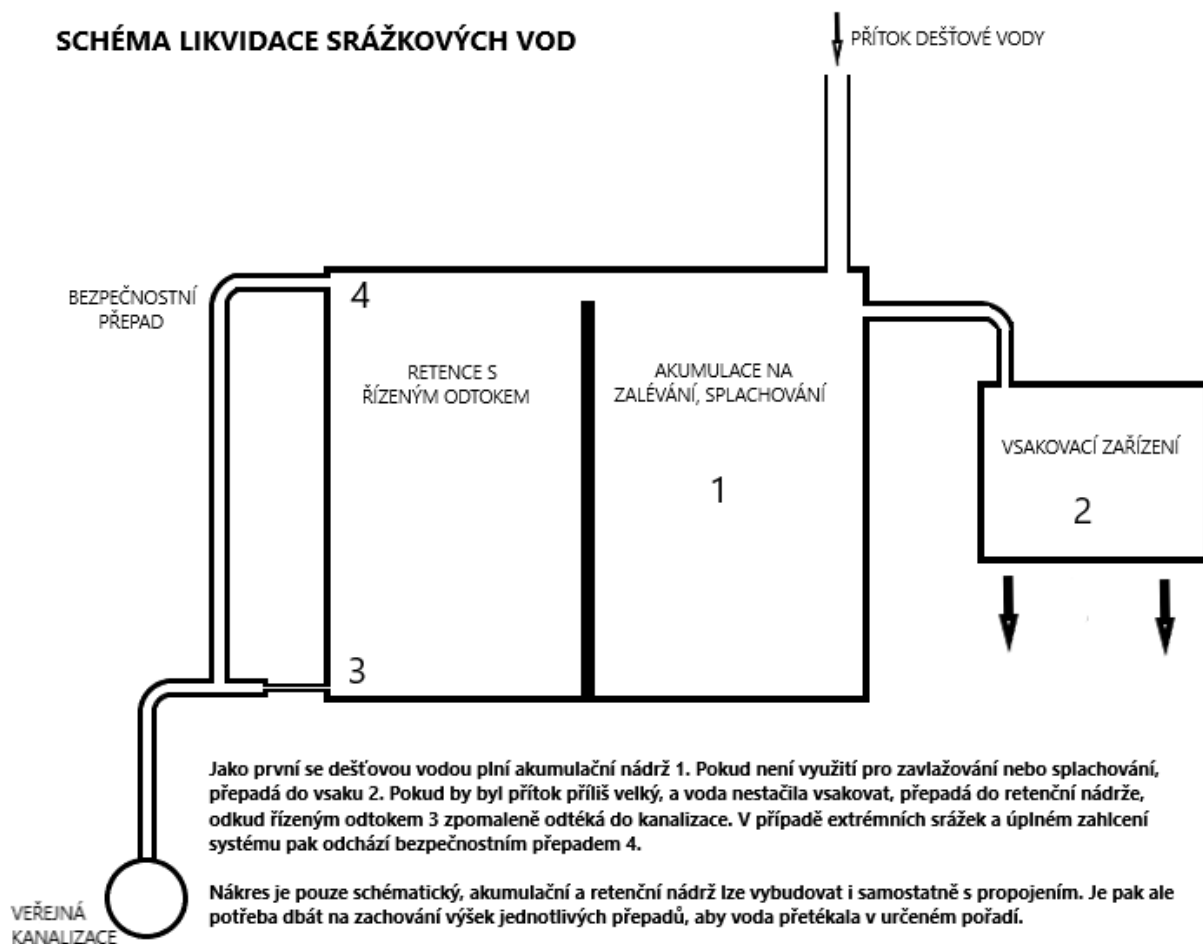 SCHÉMA LIKVIDACE SRÁŽKOVÝCH VOD
PŘÍTOK DEŠŤOVÉ VODY
BEZPEČNOSTNÍ
PŘEPAD
4
RETENCE S
ŘÍZENÝM ODTOKEM
AKUMULACE NA
ZALÉVÁNÍ, SPLACHOVÁNÍ
1
VSAKOVACÍ ZAŘÍZENÍ
2
3
Jako první se dešťovou vodou plní akumulační nádrž 1. Pokud není využití pro zavlažování nebo splachování,
přepadá do vsaku 2. Pokud by byl přítok příliš velký, a voda nestačila vsakovat, přepadá do retenční nádrže,
odkud řízeným odtokem 3 zpomaleně odtéká do kanalizace. V případě extrémních srážek a úplném zahlcení
systému pak odchází bezpečnostním přepadem 4.
Nákres je pouze schématický, akumulační a retenční nádrž lze vybudovat i samostatně s propojením. Je pak ale
potřeba dbát na zachování výšek jednotlivých přepadů, aby voda přetékala v určeném pořadí.
VEŘEJNÁ
KANALIZACE